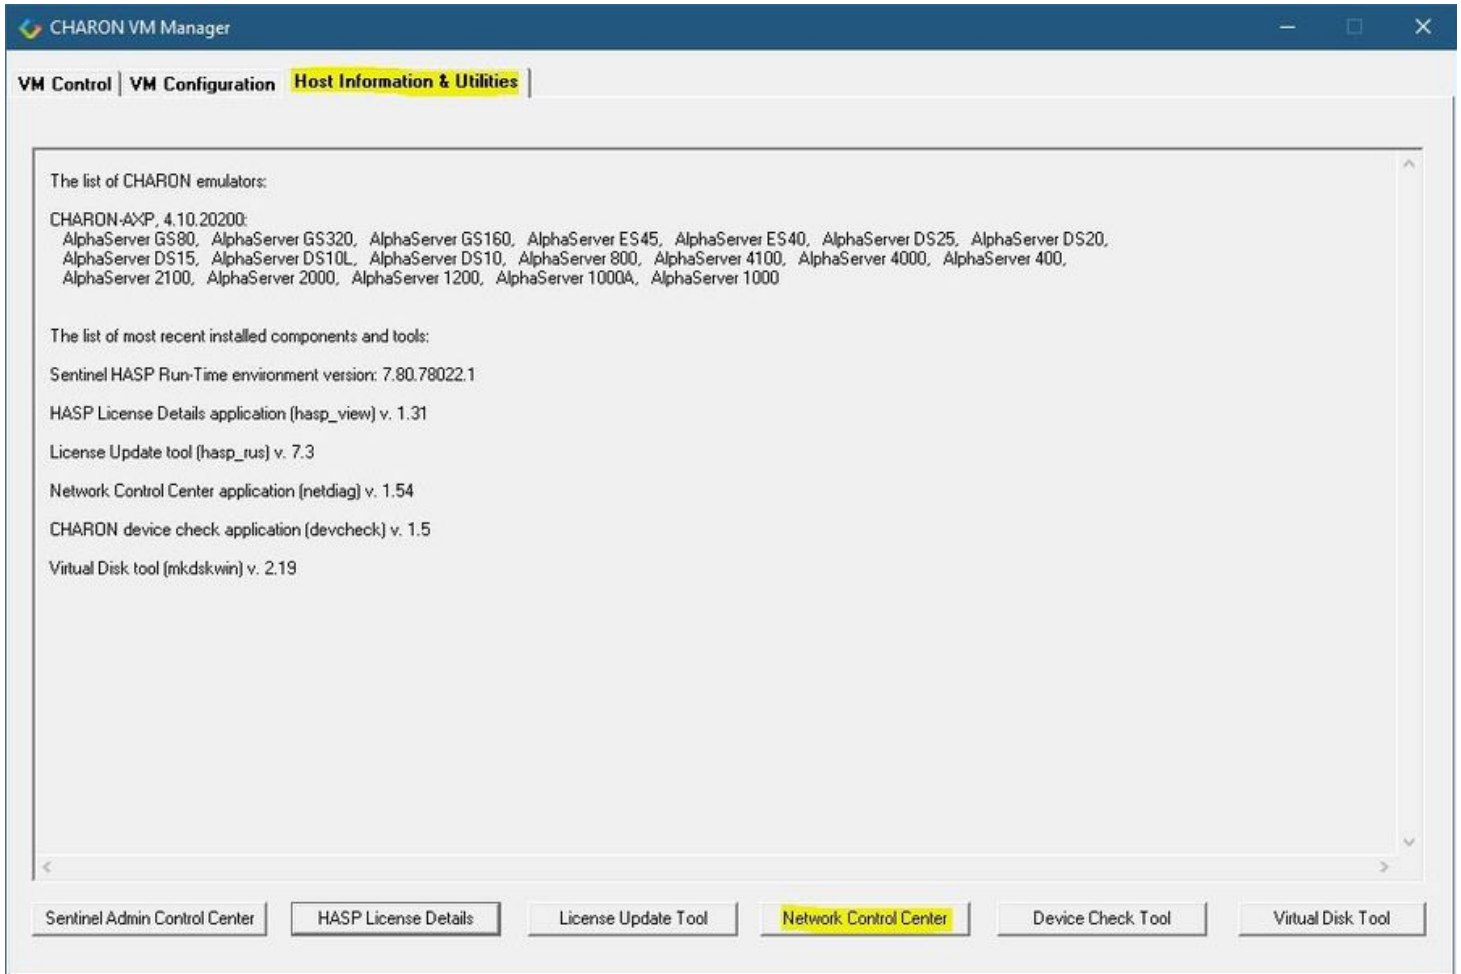 CHARON VM Manager
VM Control VM Configuration Host Information & Utilities
The list of CHARON emulators:
CHARON-AXP, 4.10.20200:
AlphaServer GS80, AlphaServer GS320, AlphaServer GS160, AlphaServer ES45, AlphaServer ES40, AlphaServer DS25, AlphaServer DS20,
AlphaServer DS15, AlphaServer DS10L, AlphaServer DS10, AlphaServer 800, AlphaServer 4100, AlphaServer 4000, AlphaServer 400,
AlphaServer 2100, AlphaServer 2000, AlphaServer 1200, AlphaServer 1000A, AlphaServer 1000
The list of most recent installed components and tools:
Sentinel HASP Run-Time environment version: 7.80.78022.1
HASP License Details application (hasp_view) v. 1.31
License Update tool (hasp_rus) v. 7.3
Network Control Center application (netdiag) v. 1.54
CHARON device check application (devcheck) v. 1.5
Virtual Disk tool (mkdskwin) v. 2.19
Sentinel Admin Control Center HASP License Details License Update Tool Network Control Center Device Check Tool Virtual Disk Tool